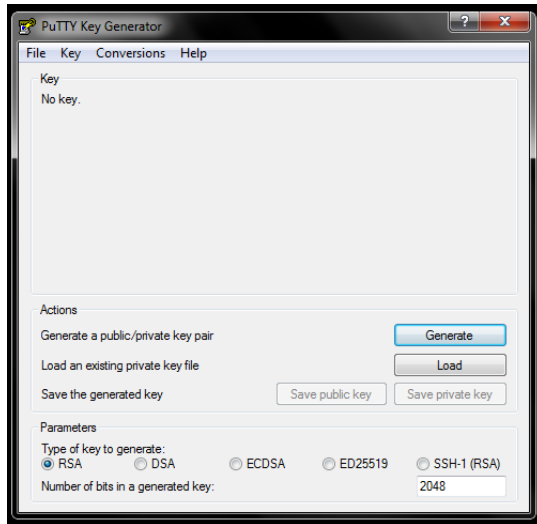 PuTTY Key Generator
File Key Conversions Help
Key
No key.
Actions
Generate a public/private key pair Generate
Load an existing private key file Load
Save the generated key Save public key Save private key
Parameters
Type of key to generate:
RSA DSA ECDSA ED25519 SSH-1 (RSA)
Number of bits in a generated key: 2048